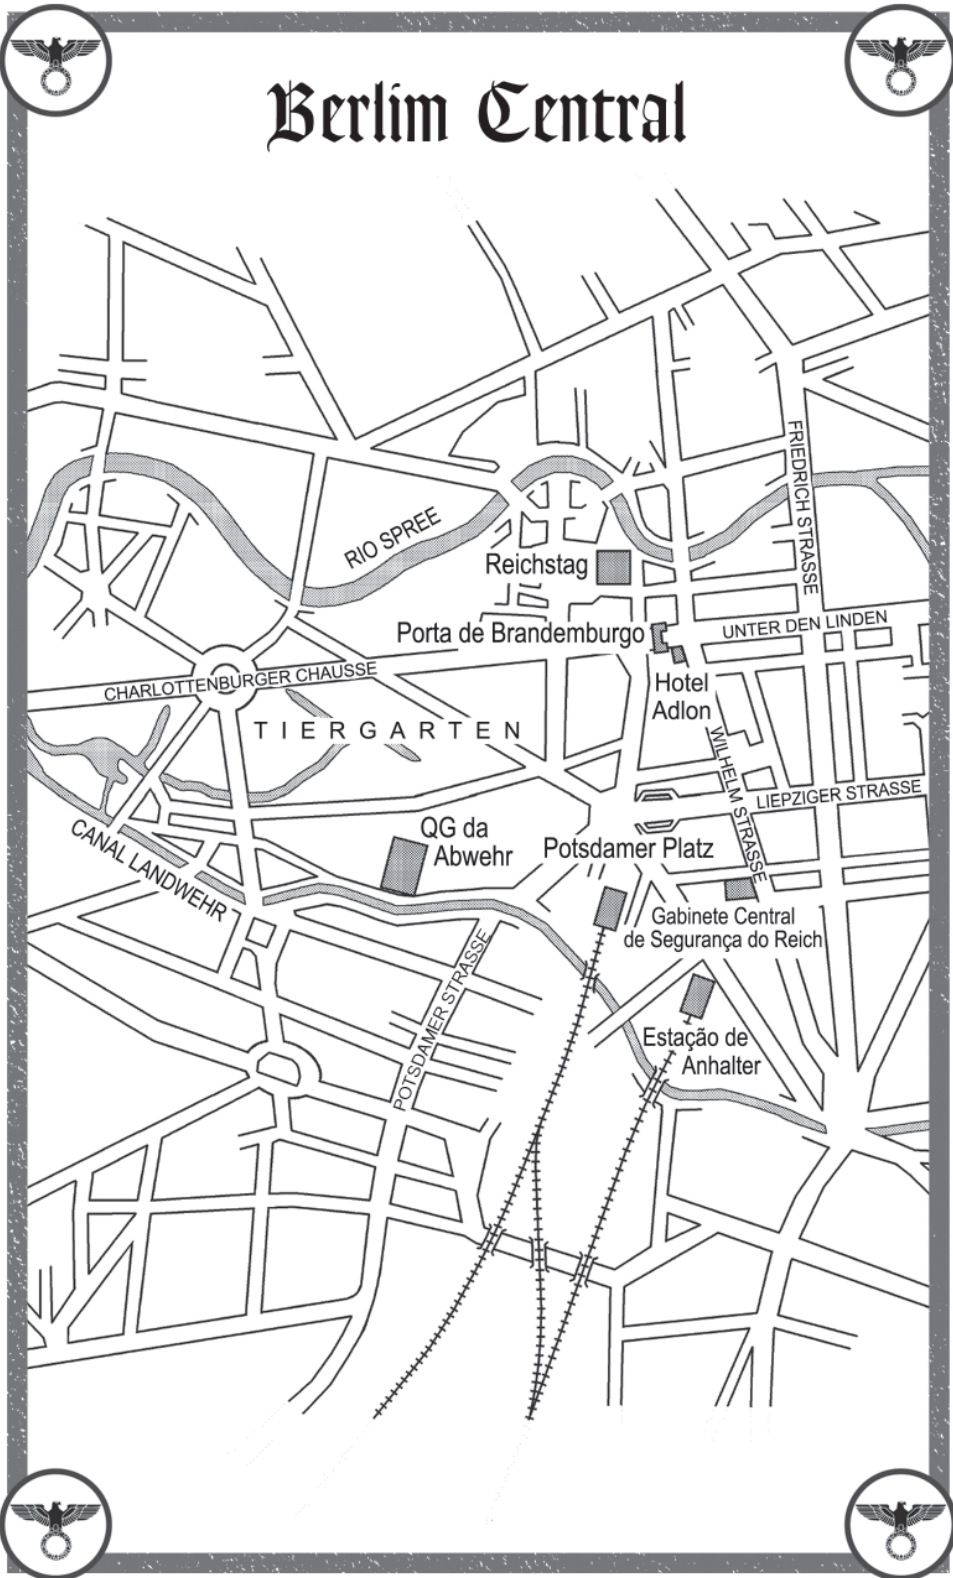 Berlim Central
FRIEDRICH STRASSE
RIO SPREE
Reichstag
Porta de Brandemburgo
UNTER DEN LINDEN
CHARLOTTENBURGER CHAUSSE
Hotel
Adlon
TIERGARTEN
WILHELM STRASSE
LIEPZIGER STRASSE
CANAL LANDWEHR
QG da
Abwehr
Potsdamer Platz
Gabinete Central
de Segurança do Reich
POTSDAMER STRASSE
Estação de
Anhalter